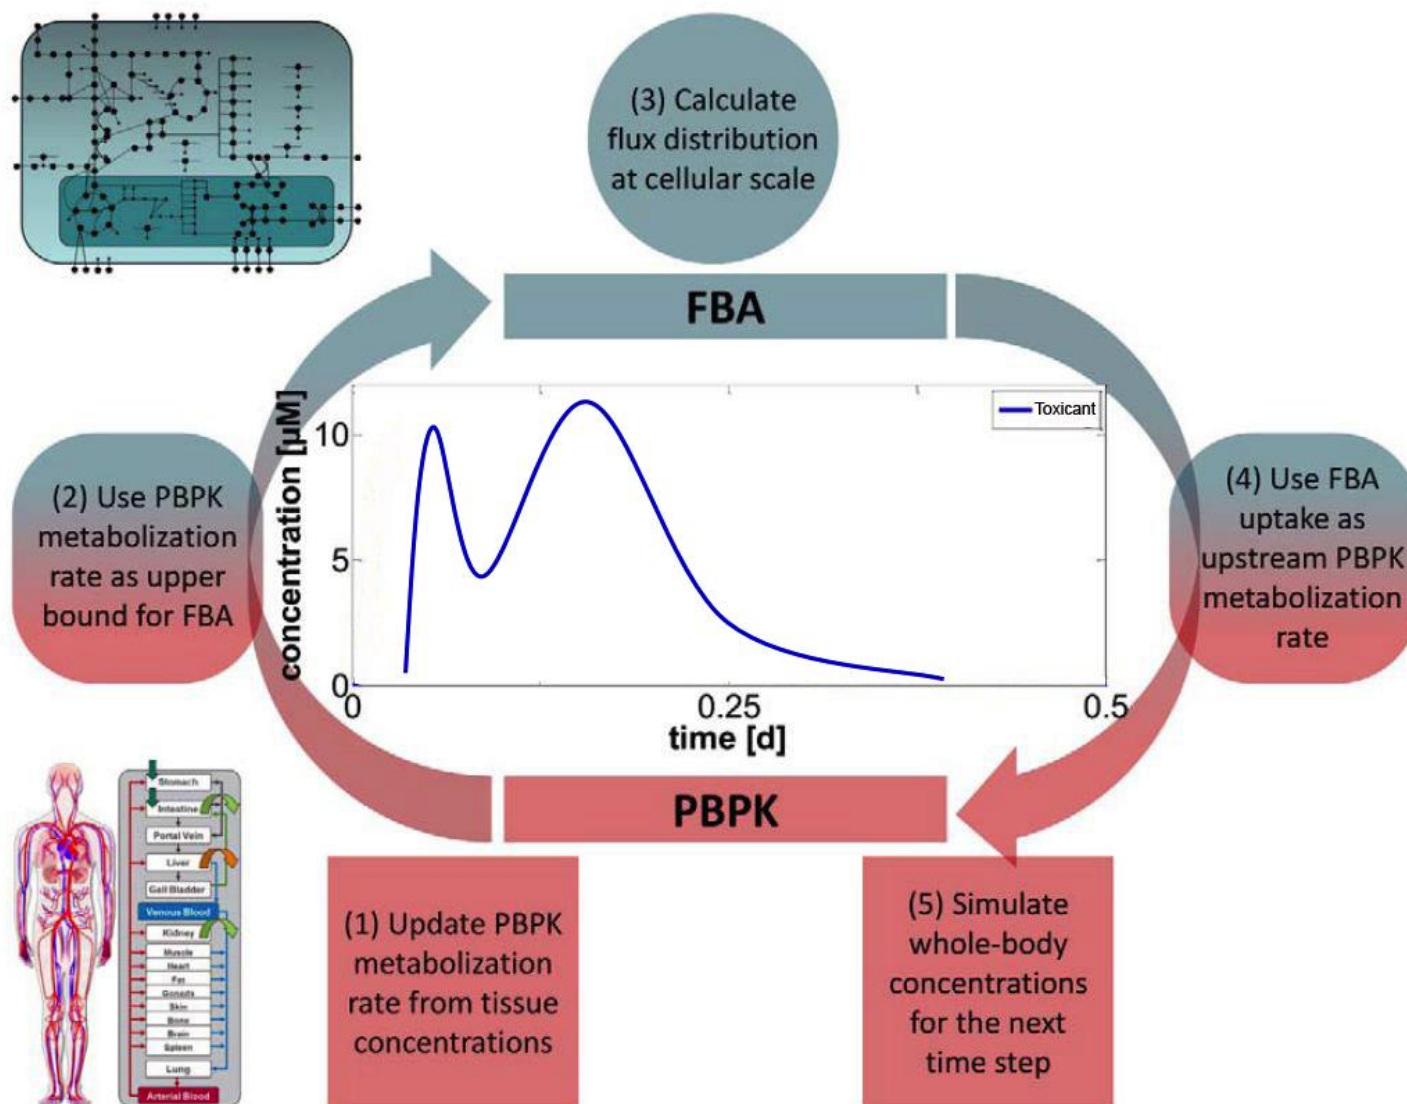 (3) Calculate
flux distribution
at cellular scale
FBA
(2) Use PBPK
metabolization
rate as upper
bound for FBA
concentration [µM]
10
5
0
0
0.25
0.5
time [d]
Toxicant
(4) Use FBA
uptake as
upstream PBPK
metabolization
rate
PBPK
(1) Update PBPK
metabolization
rate from tissue
concentrations
(5) Simulate
whole-body
concentrations
for the next
time step
Stomach
Intestine
Portal Vein
Liver
Gall Bladder
Venous Blood
Kidney
Muscle
Heart
Fat
Gonads
Skin
Bone
Brain
Spleen
Lung
Arterial Blood